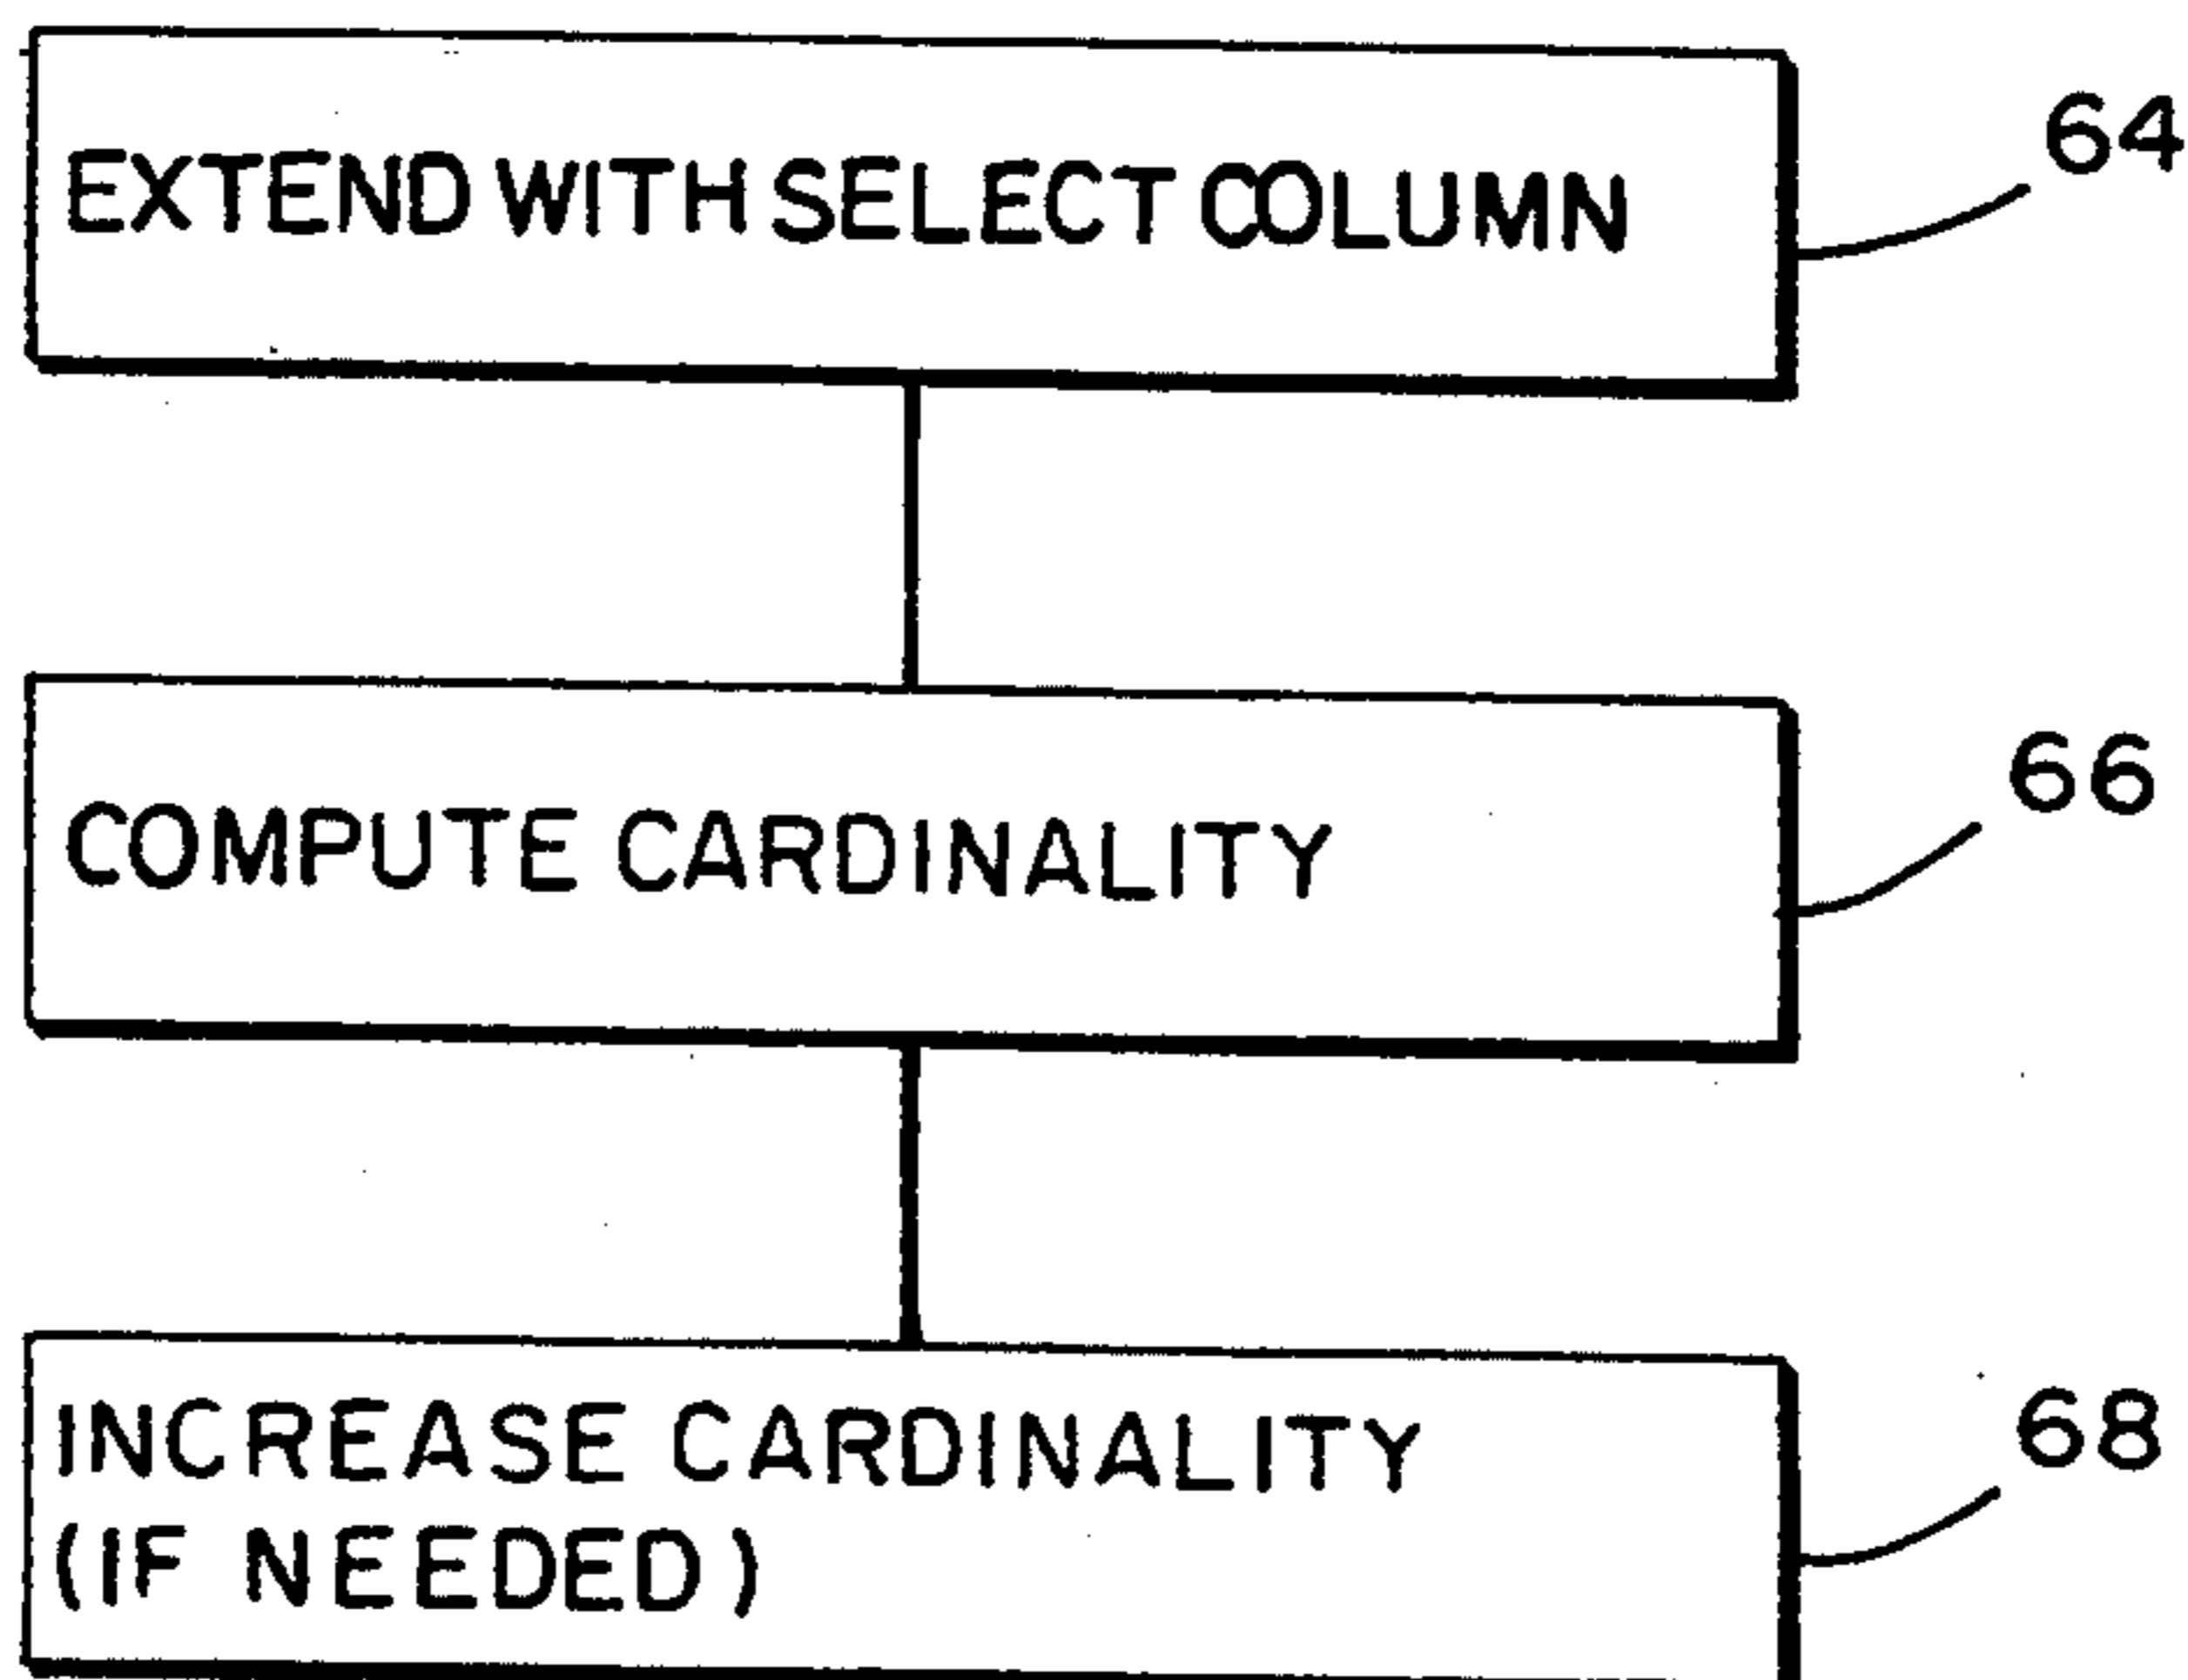 EXTEND WITH SELECT COLUMN
64
COMPUTE CARDINALITY
66
INCREASE CARDINALITY
(IF NEEDED)
68